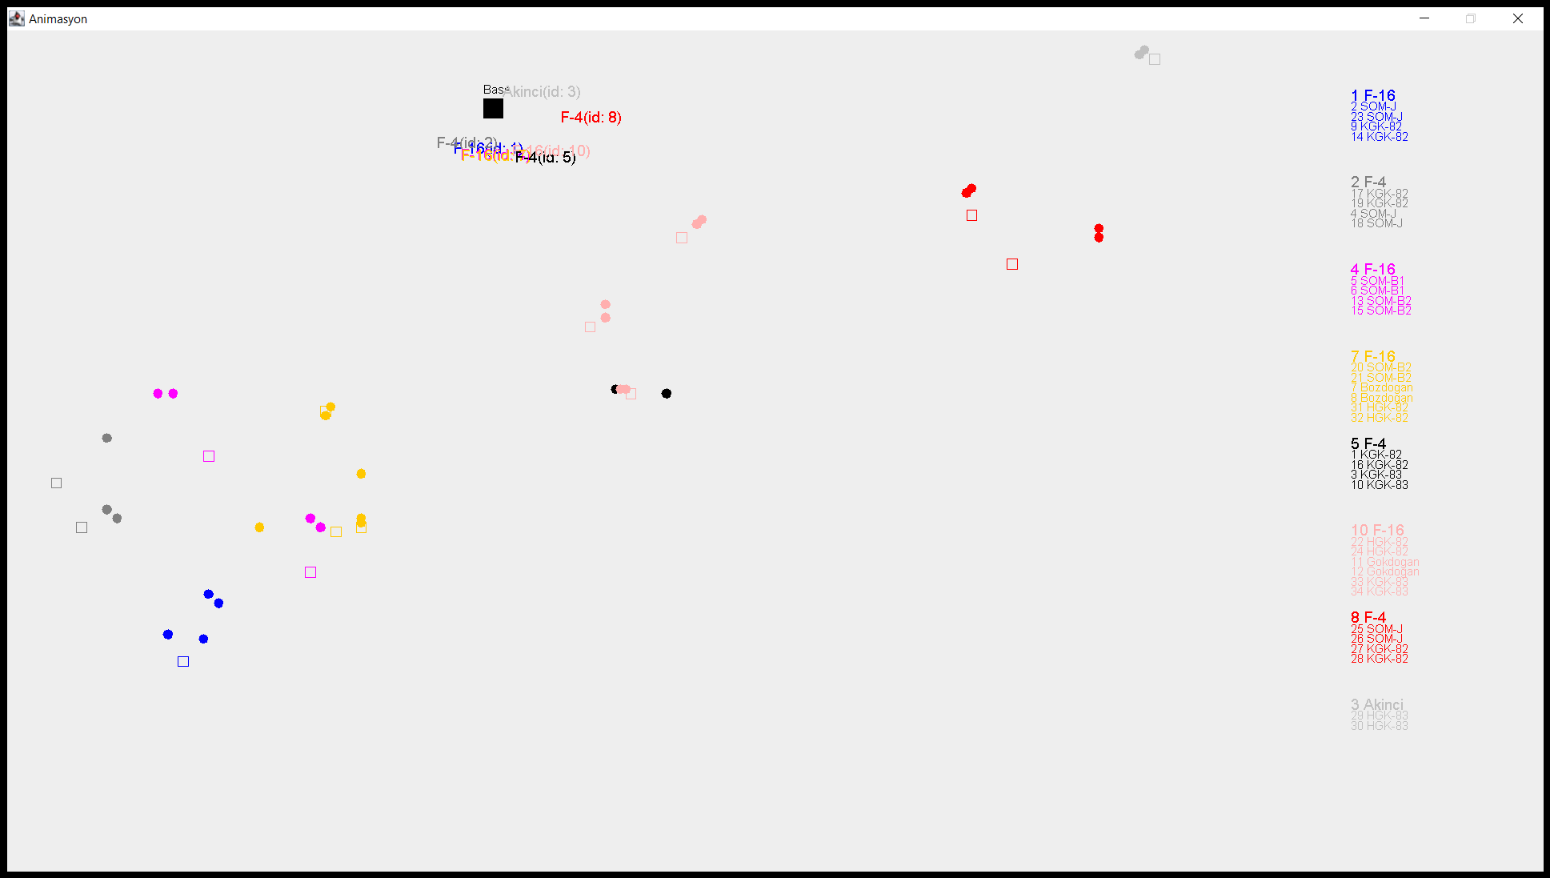 Animasyon
Base
Akinci(id: 3)
F-4(id: 8)
F-4(id: 2)
F-16(id: 1)
F-16(id: 10)
F-4(id: 5)
1 F-16
2 SOM-J
23 SOM-J
9 KGK-82
14 KGK-82
2 F-4
17 KGK-82
19 KGK-82
4 SOM-J
18 SOM-J
4 F-16
5 SOM-B1
6 SOM-B1
13 SOM-B2
15 SOM-B2
7 F-16
20 SOM-B2
21 SOM-B2
7 Bozdogan
8 Bozdogan
31 HGK-82
32 HGK-82
5 F-4
1 KGK-82
16 KGK-82
3 KGK-83
10 KGK-83
10 F-16
22 HGK-82
24 HGK-82
11 Gokdogan
12 Gokdogan
33 KGK-83
34 KGK-83
8 F-4
25 SOM-J
26 SOM-J
27 KGK-82
28 KGK-82
3 Akinci
29 HGK-83
30 HGK-83